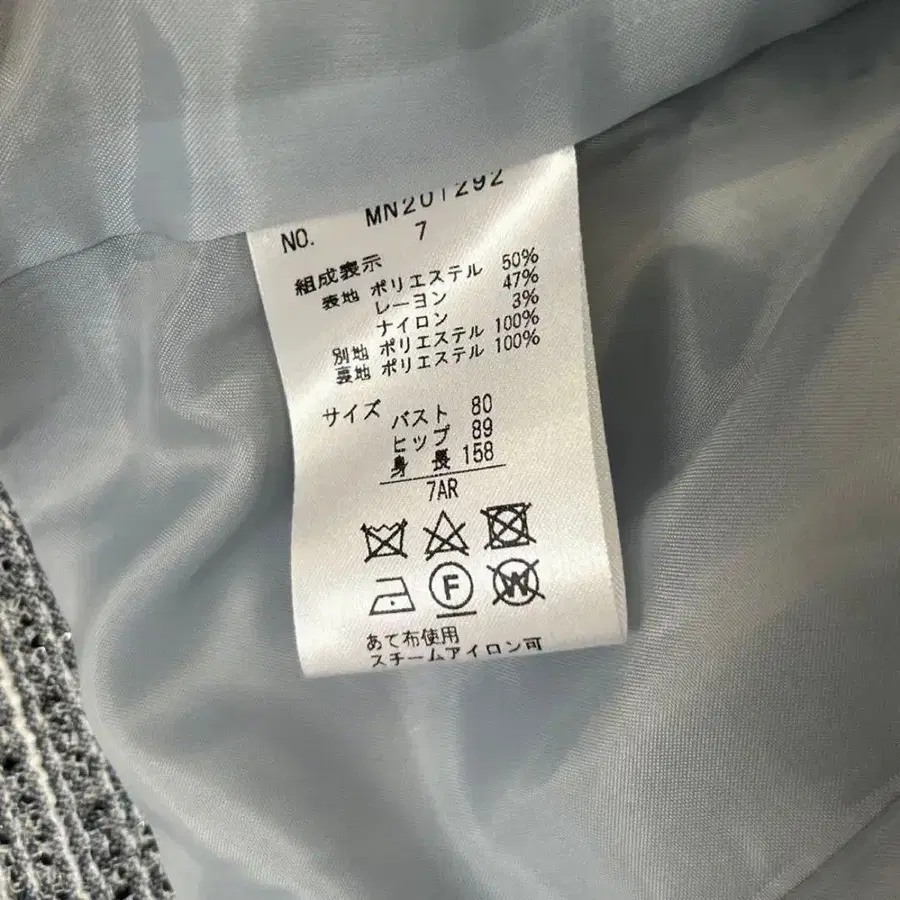 NO. MN201292
7
組成表示
表地 ポリエステル 50%
レーヨン 47%
ナイロン 3%
別地 ポリエステル 100%
裏地 ポリエステル 100%
サイズ バスト 80
ヒップ 89
身長 158
7AR
F W
あて布使用
スチームアイロン可